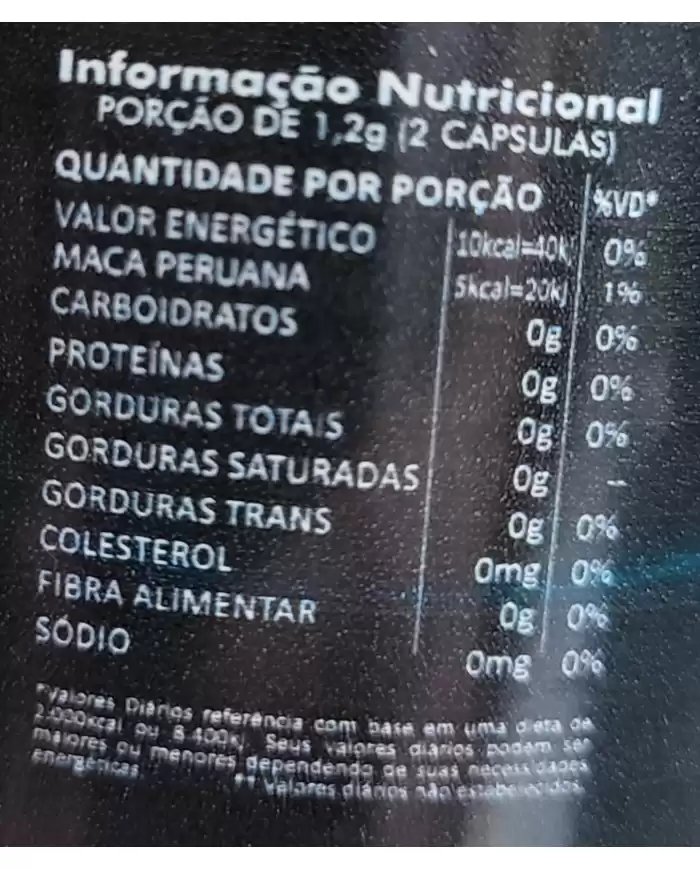 Informação Nutricional
PORÇÃO DE 1,2g (2 CAPSULAS)
QUANTIDADE POR PORÇÃO %VD*
VALOR ENERGÉTICO 10kcal=40kj 0%
MACA PERUANA 5kcal=20kj 1%
CARBOIDRATOS 0g 0%
PROTEÍNAS 0g 0%
GORDURAS TOTAIS 0g 0%
GORDURAS SATURADAS 0g --
GORDURAS TRANS 0g 0%
COLESTEROL 0mg 0%
FIBRA ALIMENTAR 0g 0%
SÓDIO 0mg 0%
*Valores Diários referência com base em uma dieta de
2.000kcal ou 8.400kj. Seus valores diários podem ser
maiores ou menores dependendo de suas necessidades
energéticas. ** Valores diários não estabelecidos.